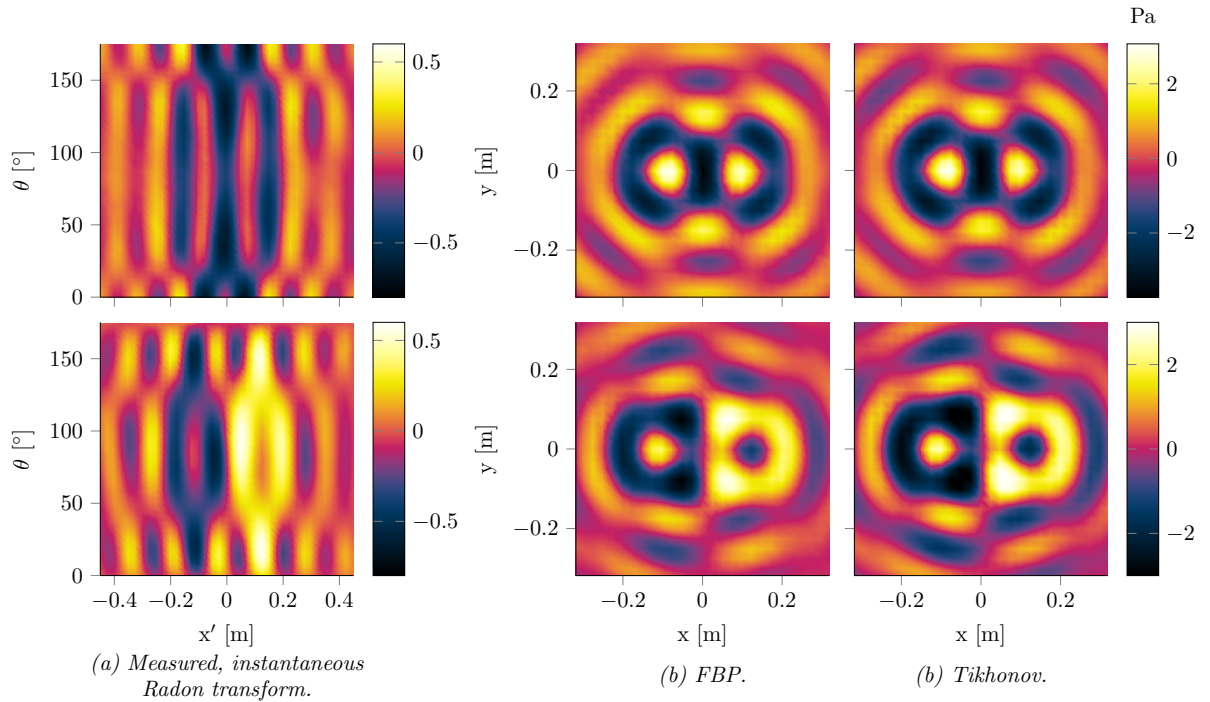 Pa
150
100
50
0
θ [°]
0.5
0
−0.5
0.2
0
−0.2
y [m]
2
0
−2
150
100
50
0
θ [°]
−0.4 −0.2 0 0.2 0.4
x′ [m]
0.5
0
−0.5
0.2
0
−0.2
y [m]
−0.2 0 0.2
x [m]
−0.2 0 0.2
x [m]
2
0
−2
(a) Measured, instantaneous
Radon transform.
(b) FBP.
(b) Tikhonov.